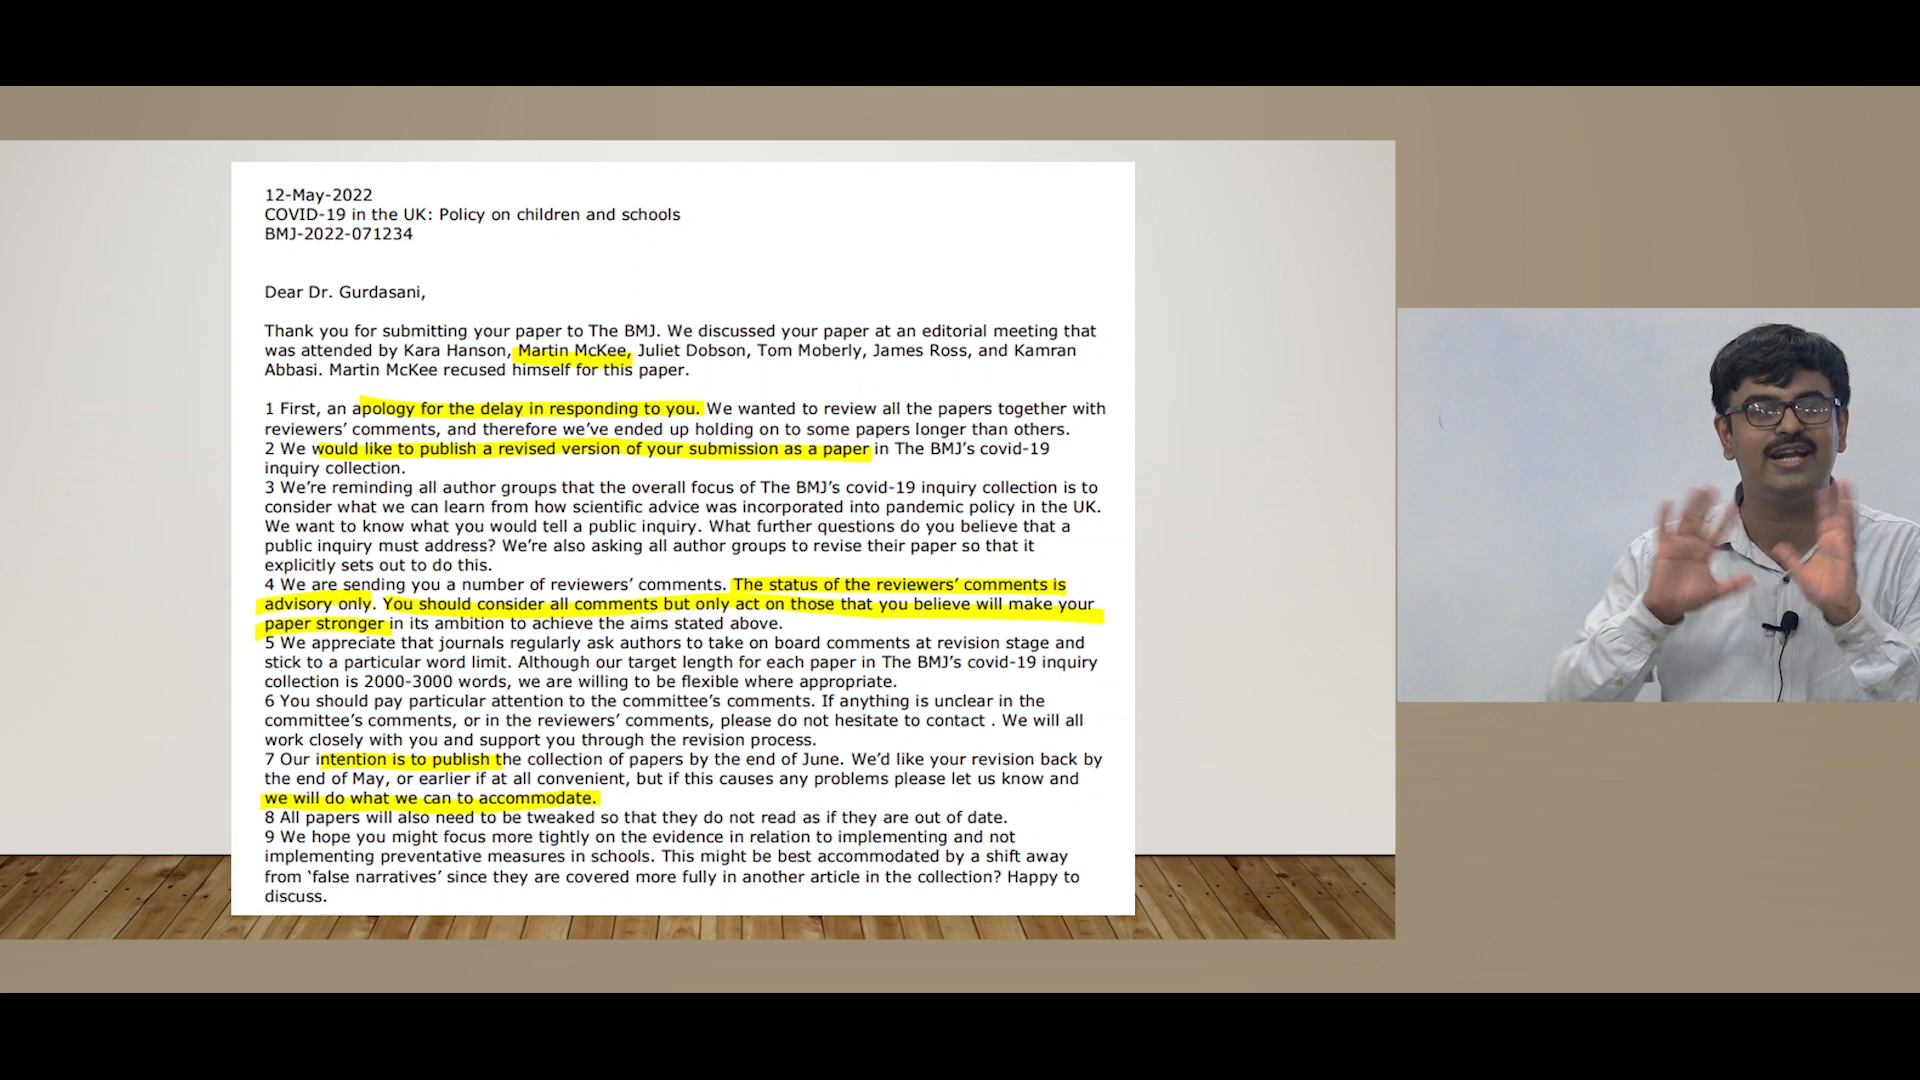 12-May-2022
COVID-19 in the UK: Policy on children and schools
BMJ-2022-071234
Dear Dr. Gurdasani,
Thank you for submitting your paper to The BMJ. We discussed your paper at an editorial meeting that
was attended by Kara Hanson, Martin McKee, Juliet Dobson, Tom Moberly, James Ross, and Kamran
Abbasi. Martin McKee recused himself for this paper.
1 First, an apology for the delay in responding to you. We wanted to review all the papers together with
reviewers’ comments, and therefore we’ve ended up holding on to some papers longer than others.
2 We would like to publish a revised version of your submission as a paper in The BMJ’s covid-19
inquiry collection.
3 We’re reminding all author groups that the overall focus of The BMJ’s covid-19 inquiry collection is to
consider what we can learn from how scientific advice was incorporated into pandemic policy in the UK.
We want to know what you would tell a public inquiry. What further questions do you believe that a
public inquiry must address? We’re also asking all author groups to revise their paper so that it
explicitly sets out to do this.
4 We are sending you a number of reviewers’ comments. The status of the reviewers’ comments is
advisory only. You should consider all comments but only act on those that you believe will make your
paper stronger in its ambition to achieve the aims stated above.
5 We appreciate that journals regularly ask authors to take on board comments at revision stage and
stick to a particular word limit. Although our target length for each paper in The BMJ’s covid-19 inquiry
collection is 2000-3000 words, we are willing to be flexible where appropriate.
6 You should pay particular attention to the committee’s comments. If anything is unclear in the
committee’s comments, or in the reviewers’ comments, please do not hesitate to contact . We will all
work closely with you and support you through the revision process.
7 Our intention is to publish the collection of papers by the end of June. We’d like your revision back by
the end of May, or earlier if at all convenient, but if this causes any problems please let us know and
we will do what we can to accommodate.
8 All papers will also need to be tweaked so that they do not read as if they are out of date.
9 We hope you might focus more tightly on the evidence in relation to implementing and not
implementing preventative measures in schools. This might be best accommodated by a shift away
from ‘false narratives’ since they are covered more fully in another article in the collection? Happy to
discuss.